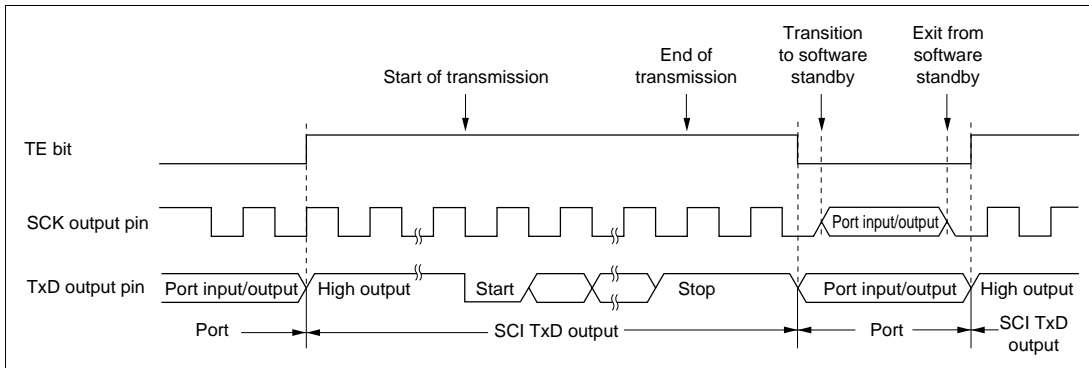 Transition
to software
standby
Exit from
software
standby
End of
transmission
Start of transmission
TE bit
SCK output pin
Port input/output
TxD output pin
Port input/output
High output
Start
Stop
Port input/output
High output
Port
SCI TxD output
Port
SCI TxD
output